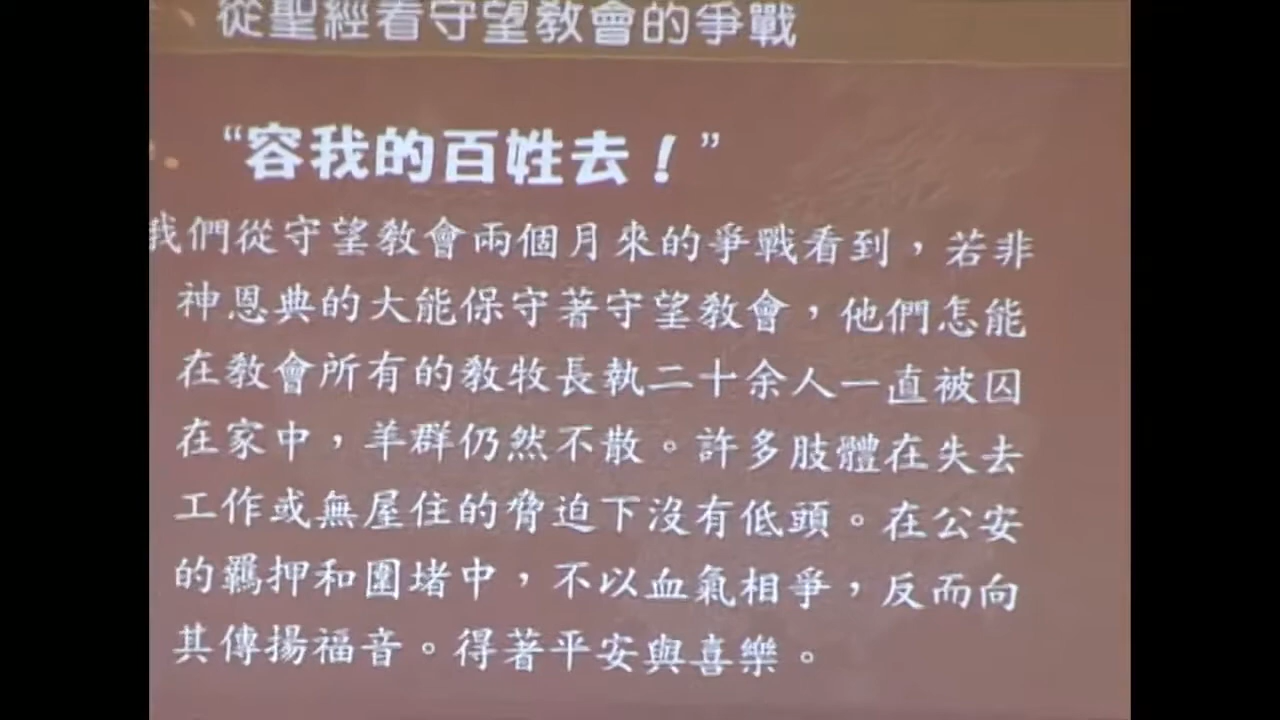 從聖經看守望教會的爭戰
“容我的百姓去！”
我們從守望教會兩個月來的爭戰看到，若非
神恩典的大能保守著守望教會，他們怎能
在教會所有的教牧長執二十余人一直被囚
在家中，羊群仍然不散。許多肢體在失去
工作或無屋住的脅迫下沒有低頭。在公安
的羈押和圍堵中，不以血氣相爭，反而向
其傳揚福音。得著平安與喜樂。